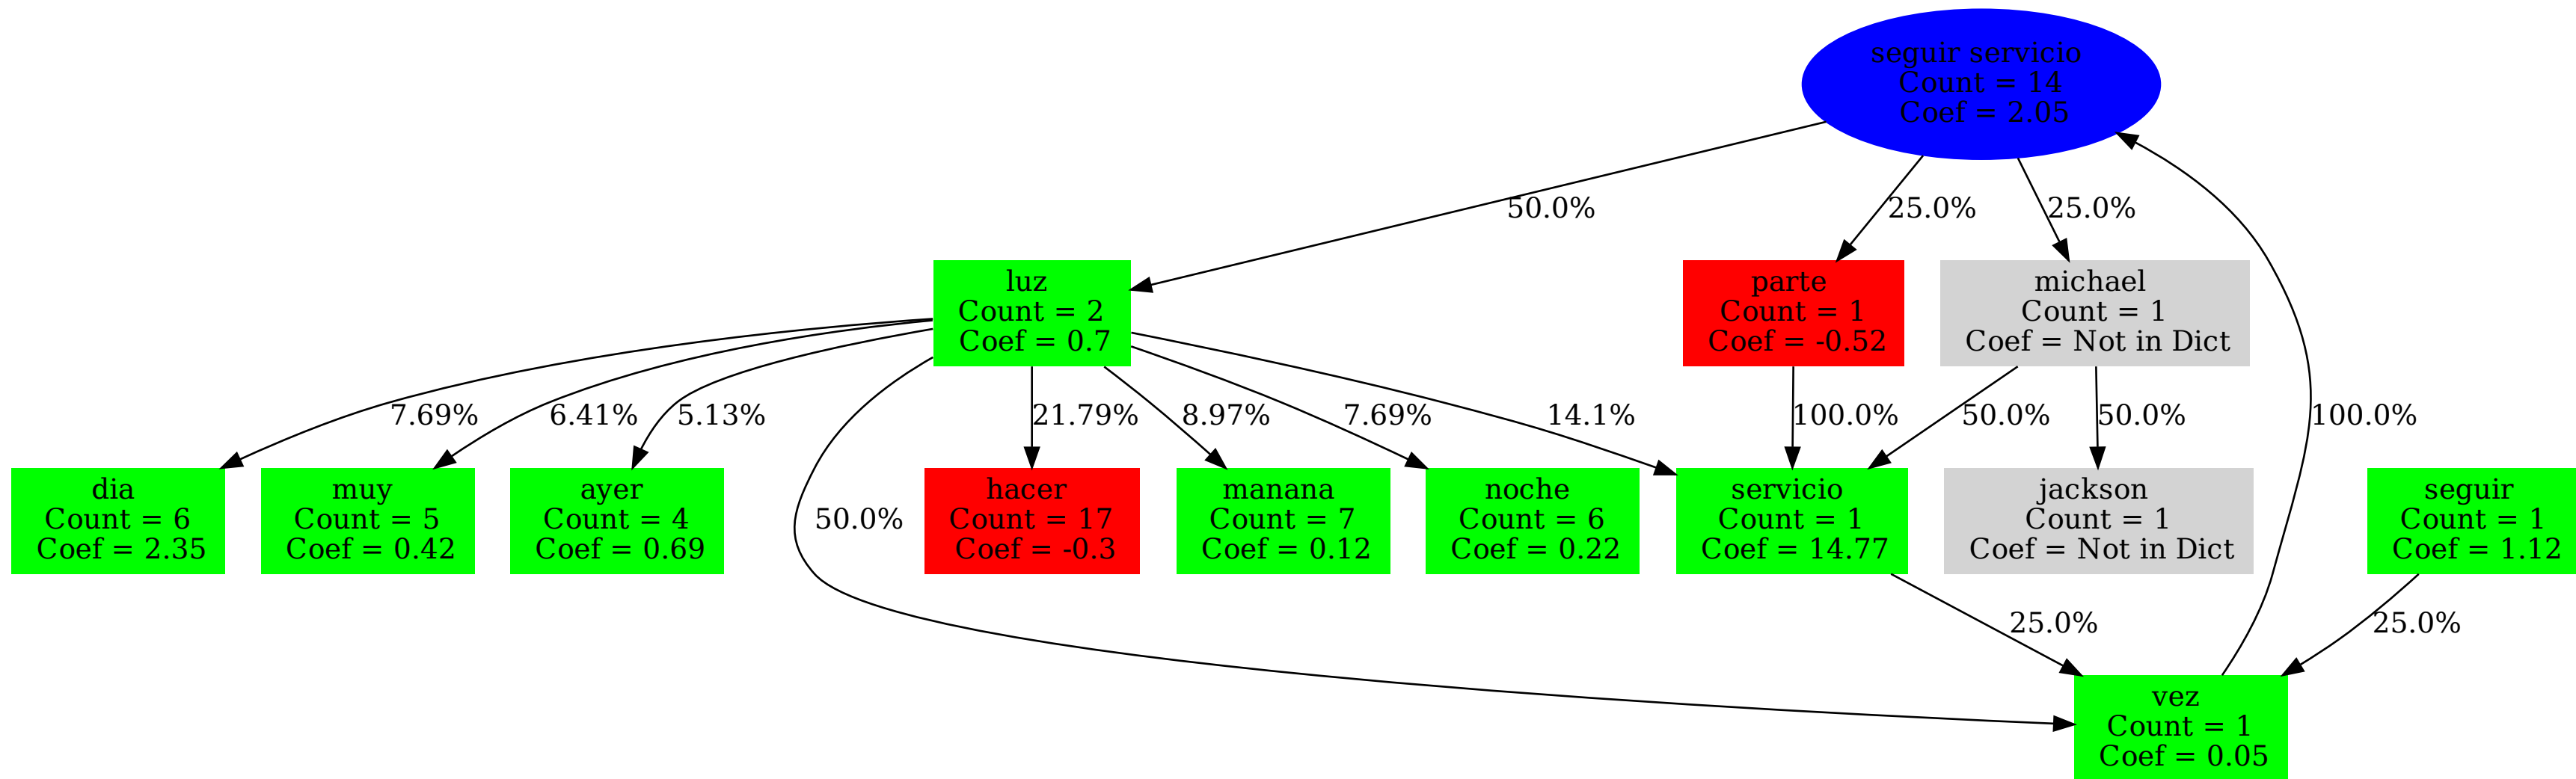 seguir servicio
Count = 14
Coef = 2.05
50.0%
25.0%
25.0%
luz
Count = 2
Coef = 0.7
parte
Count = 1
Coef = -0.52
michael
Count = 1
Coef = Not in Dict
7.69%
6.41%
5.13%
21.79%
8.97%
7.69%
14.1%
100.0%
50.0%
50.0%
100.0%
dia
Count = 6
Coef = 2.35
muy
Count = 5
Coef = 0.42
ayer
Count = 4
Coef = 0.69
50.0%
hacer
Count = 17
Coef = -0.3
manana
Count = 7
Coef = 0.12
noche
Count = 6
Coef = 0.22
servicio
Count = 1
Coef = 14.77
jackson
Count = 1
Coef = Not in Dict
seguir
Count = 1
Coef = 1.12
25.0%
25.0%
vez
Count = 1
Coef = 0.05